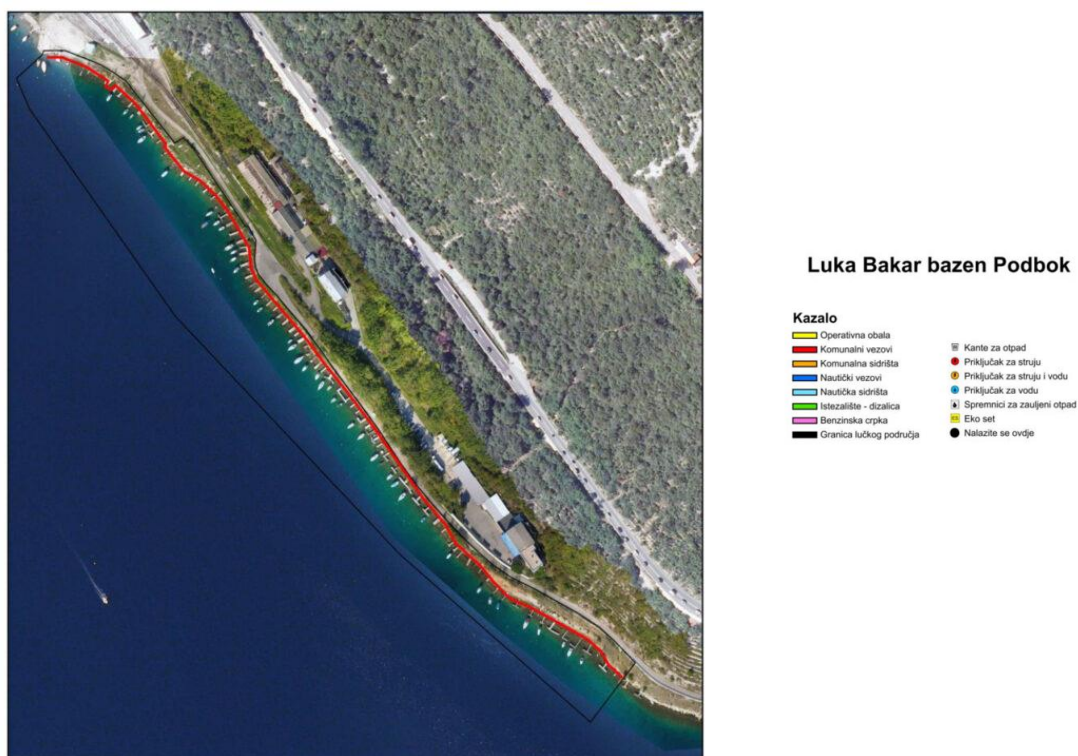 Luka Bakar bazen Podbok
Kazalo
Operativna obala
Komunalni vezovi
Komunalna sidrišta
Nautički vezovi
Nautička sidrišta
Istezalište - dizalica
Benzinska crpka
Granica lučkog područja
Kante za otpad
Priključak za struju
Priključak za struju i vodu
Priključak za vodu
Spremnici za zauljeni otpad
Eko set
Nalazite se ovdje